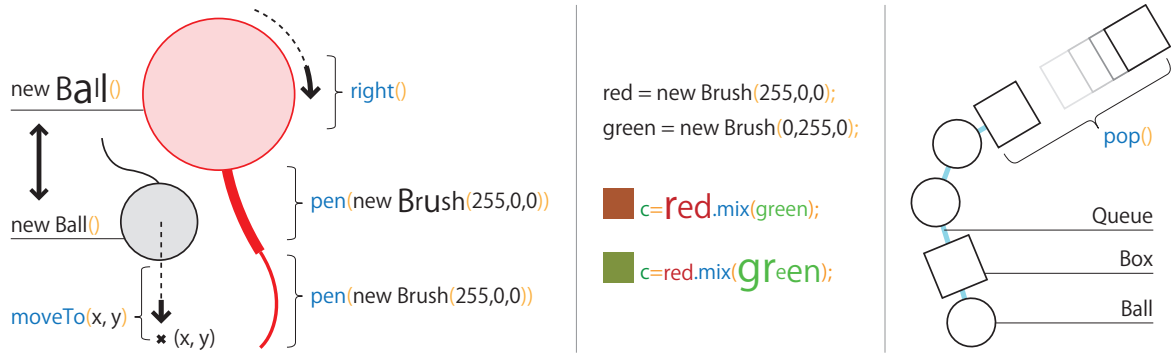 new Ball()
right()
pen(new Brush(255,0,0))
new Ball()
pen(new Brush(255,0,0))
moveTo(x, y)
(x, y)
red = new Brush(255,0,0);
green = new Brush(0,255,0);
c=red.mix(green);
c=red.mix(green);
pop()
Queue
Box
Ball